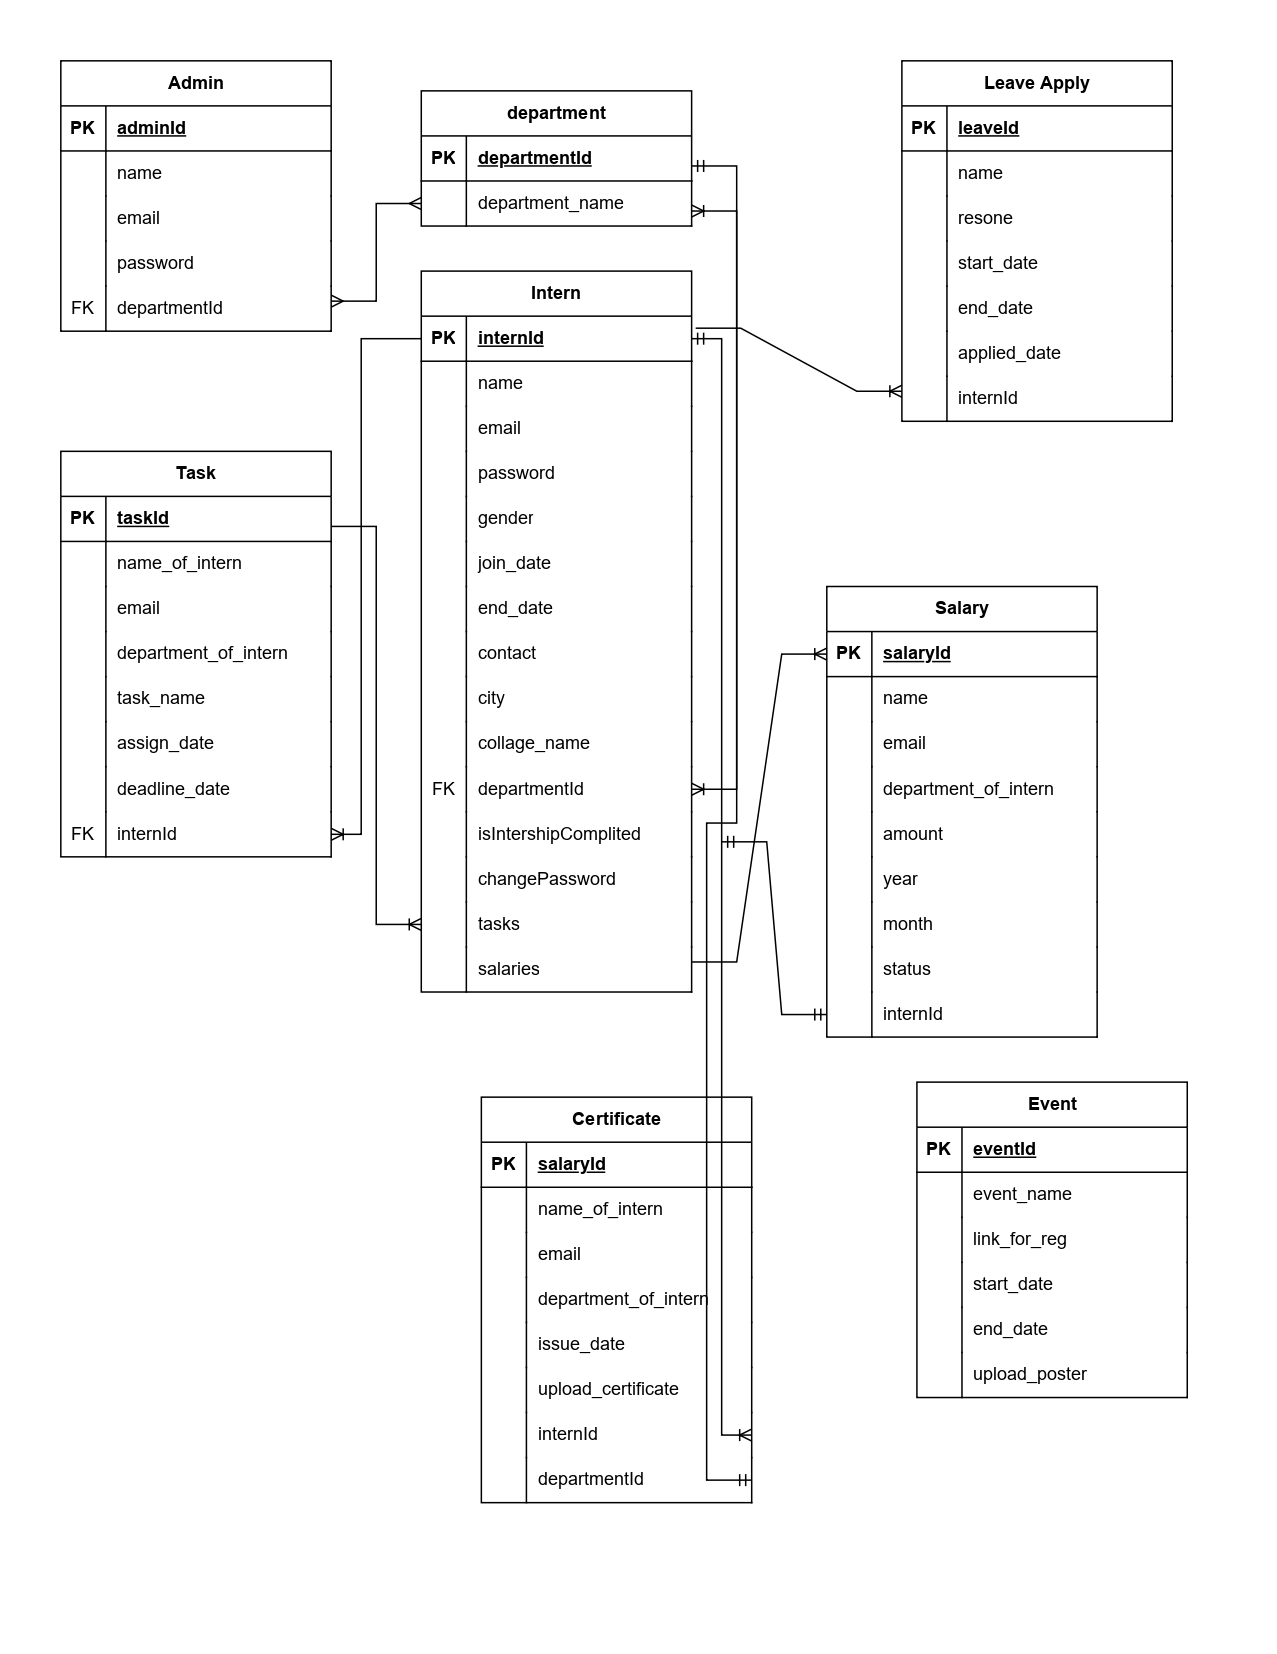 Admin
PK adminId
name
email
password
FK departmentId
department
PK departmentId
department_name
Leave Apply
PK leaveId
name
resone
start_date
end_date
applied_date
internId
Intern
PK internId
name
email
password
gender
join_date
end_date
contact
city
collage_name
FK departmentId
isIntershipComplited
changePassword
tasks
salaries
Task
PK taskId
name_of_intern
email
department_of_intern
task_name
assign_date
deadline_date
FK internId
Salary
PK salaryId
name
email
department_of_intern
amount
year
month
status
internId
Certificate
PK salaryId
name_of_intern
email
department_of_intern
issue_date
upload_certificate
internId
departmentId
Event
PK eventId
event_name
link_for_reg
start_date
end_date
upload_poster